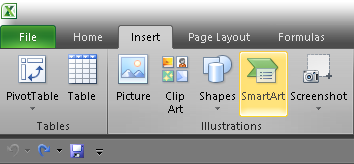 File Home Insert Page Layout Formulas
PivotTable Table Picture Clip Art Shapes SmartArt Screenshot
Tables Illustrations